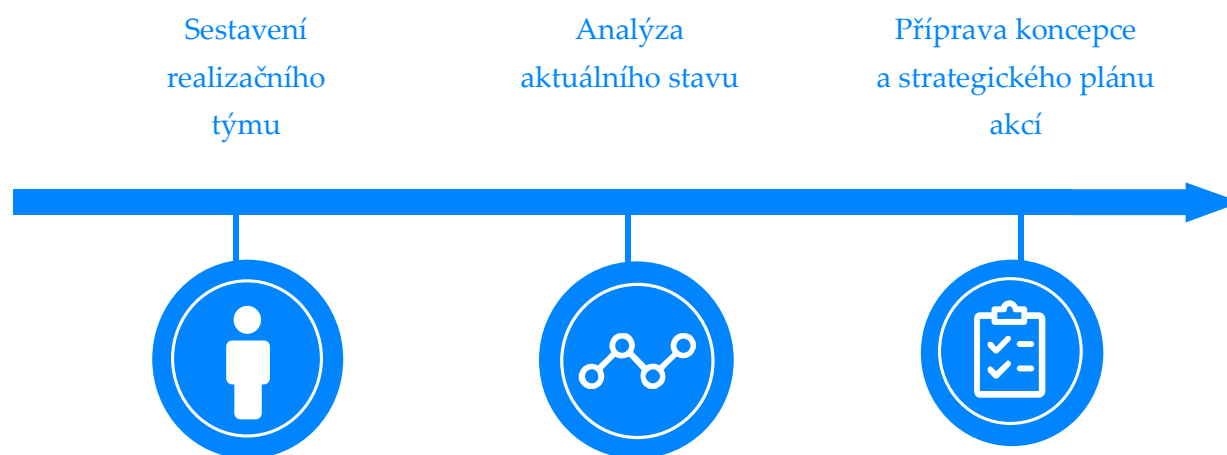 Sestavení
realizačního
týmu
Analýza
aktuálního stavu
Příprava koncepce
a strategického plánu
akcí